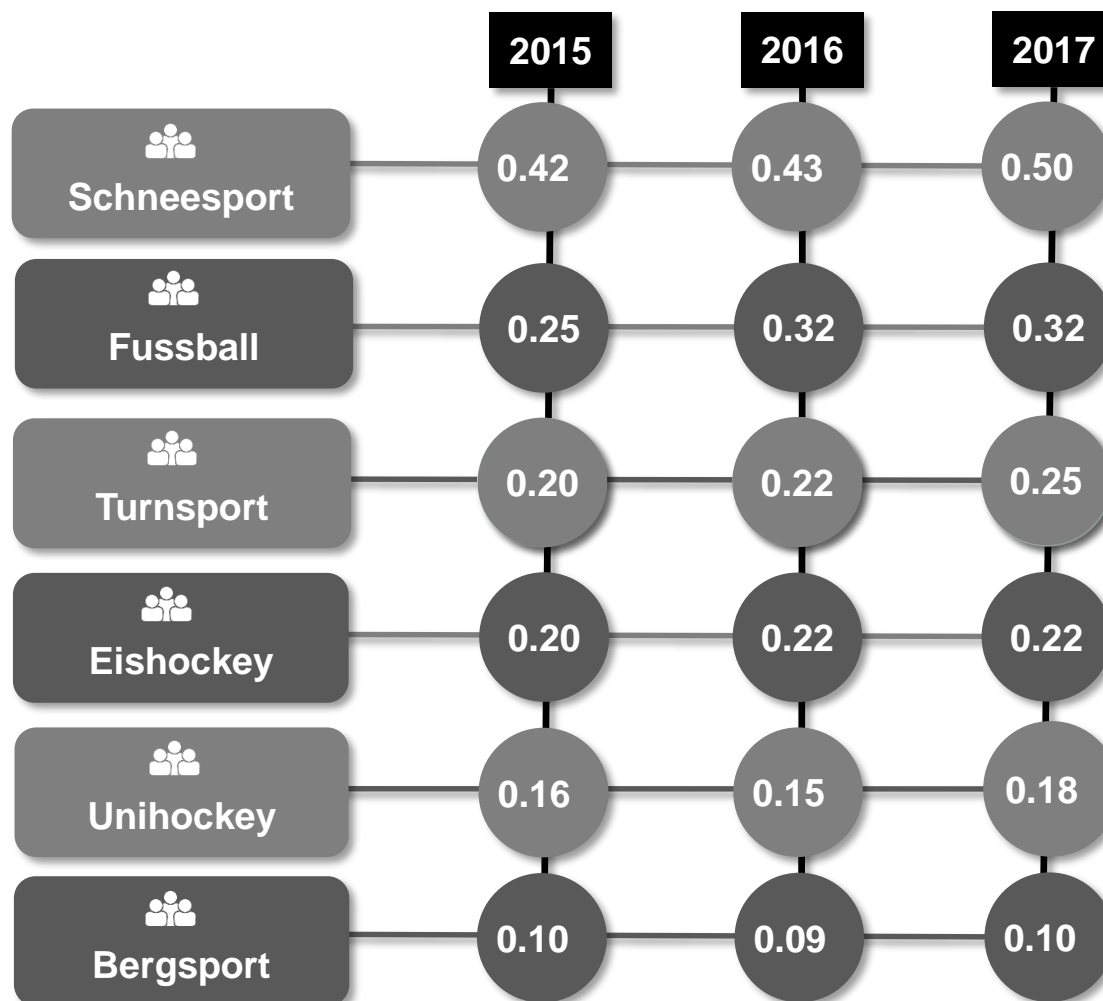 2015 2016 2017
Schneesport 0.42 0.43 0.50
Fussball 0.25 0.32 0.32
Turnsport 0.20 0.22 0.25
Eishockey 0.20 0.22 0.22
Unihockey 0.16 0.15 0.18
Bergsport 0.10 0.09 0.10